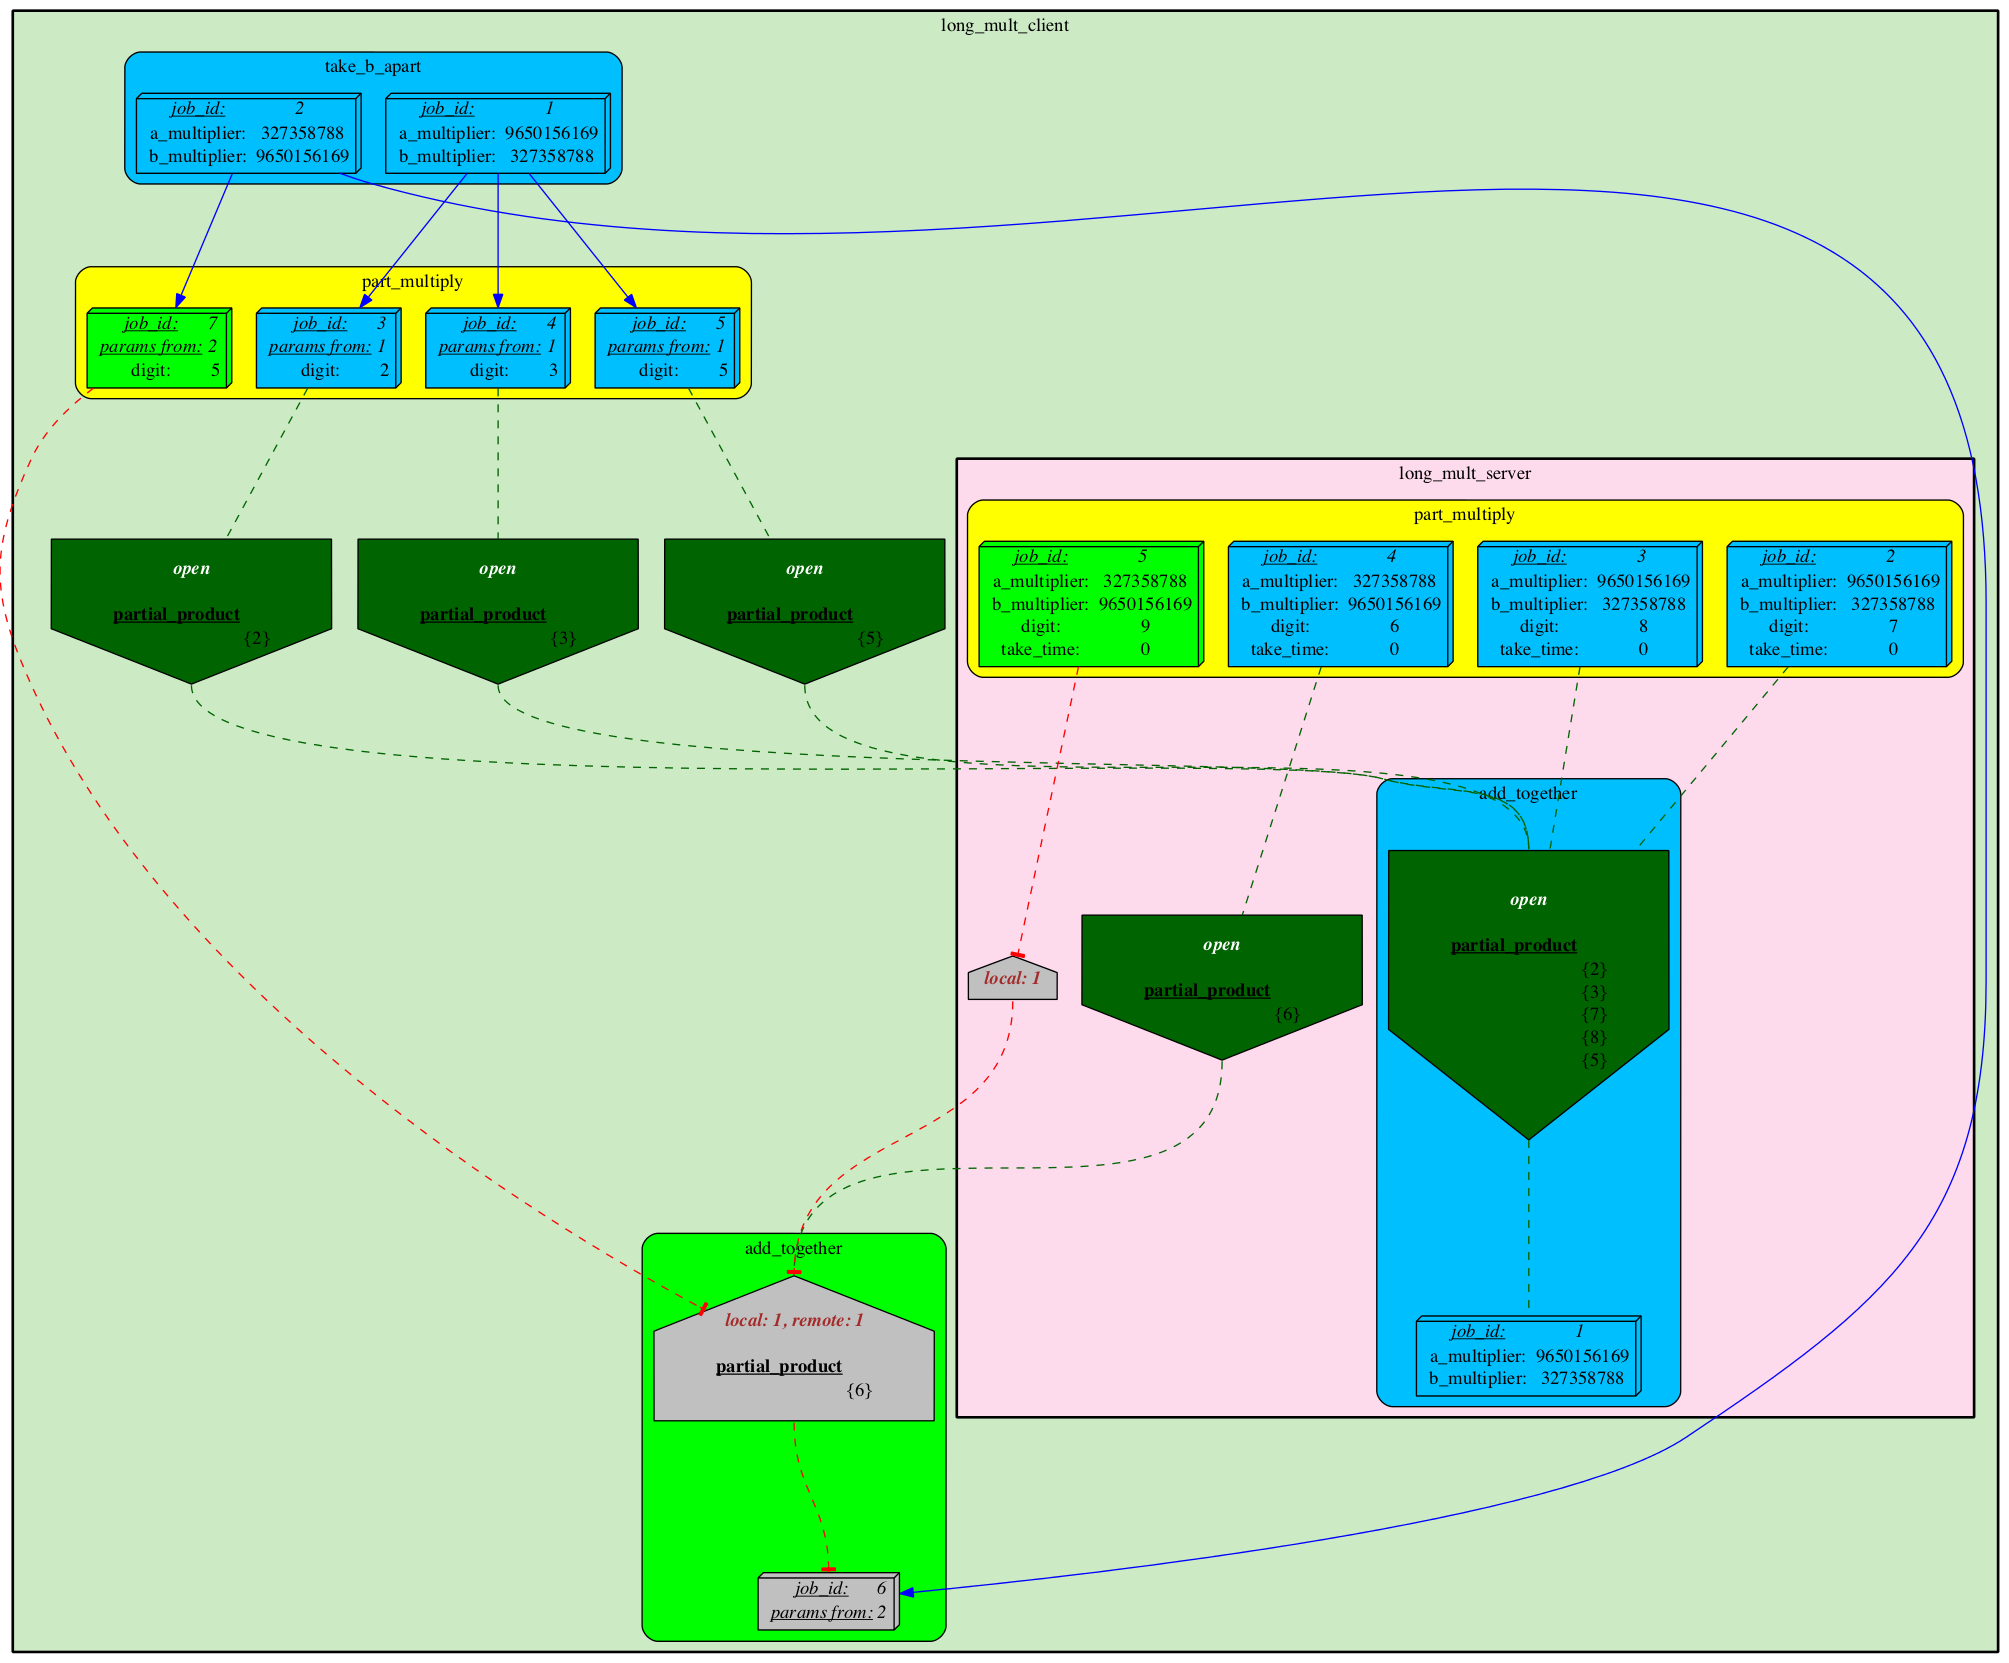 long_mult_client
take_b_apart
job_id: 2
a_multiplier: 327358788
b_multiplier: 9650156169
job_id: 1
a_multiplier: 9650156169
b_multiplier: 327358788
part_multiply
job_id: 7
params from: 2
digit: 5
job_id: 3
params from: 1
digit: 2
job_id: 4
params from: 1
digit: 3
job_id: 5
params from: 1
digit: 5
open
partial_product
{2}
open
partial_product
{3}
open
partial_product
{5}
long_mult_server
part_multiply
job_id: 5
a_multiplier: 327358788
b_multiplier: 9650156169
digit: 9
take_time: 0
job_id: 4
a_multiplier: 327358788
b_multiplier: 9650156169
digit: 6
take_time: 0
job_id: 3
a_multiplier: 9650156169
b_multiplier: 327358788
digit: 8
take_time: 0
job_id: 2
a_multiplier: 9650156169
b_multiplier: 327358788
digit: 7
take_time: 0
local: 1
open
partial_product
{6}
add_together
open
partial_product
{2}
{3}
{7}
{8}
{5}
job_id: 1
a_multiplier: 9650156169
b_multiplier: 327358788
add_together
local: 1, remote: 1
partial_product
{6}
job_id: 6
params from: 2